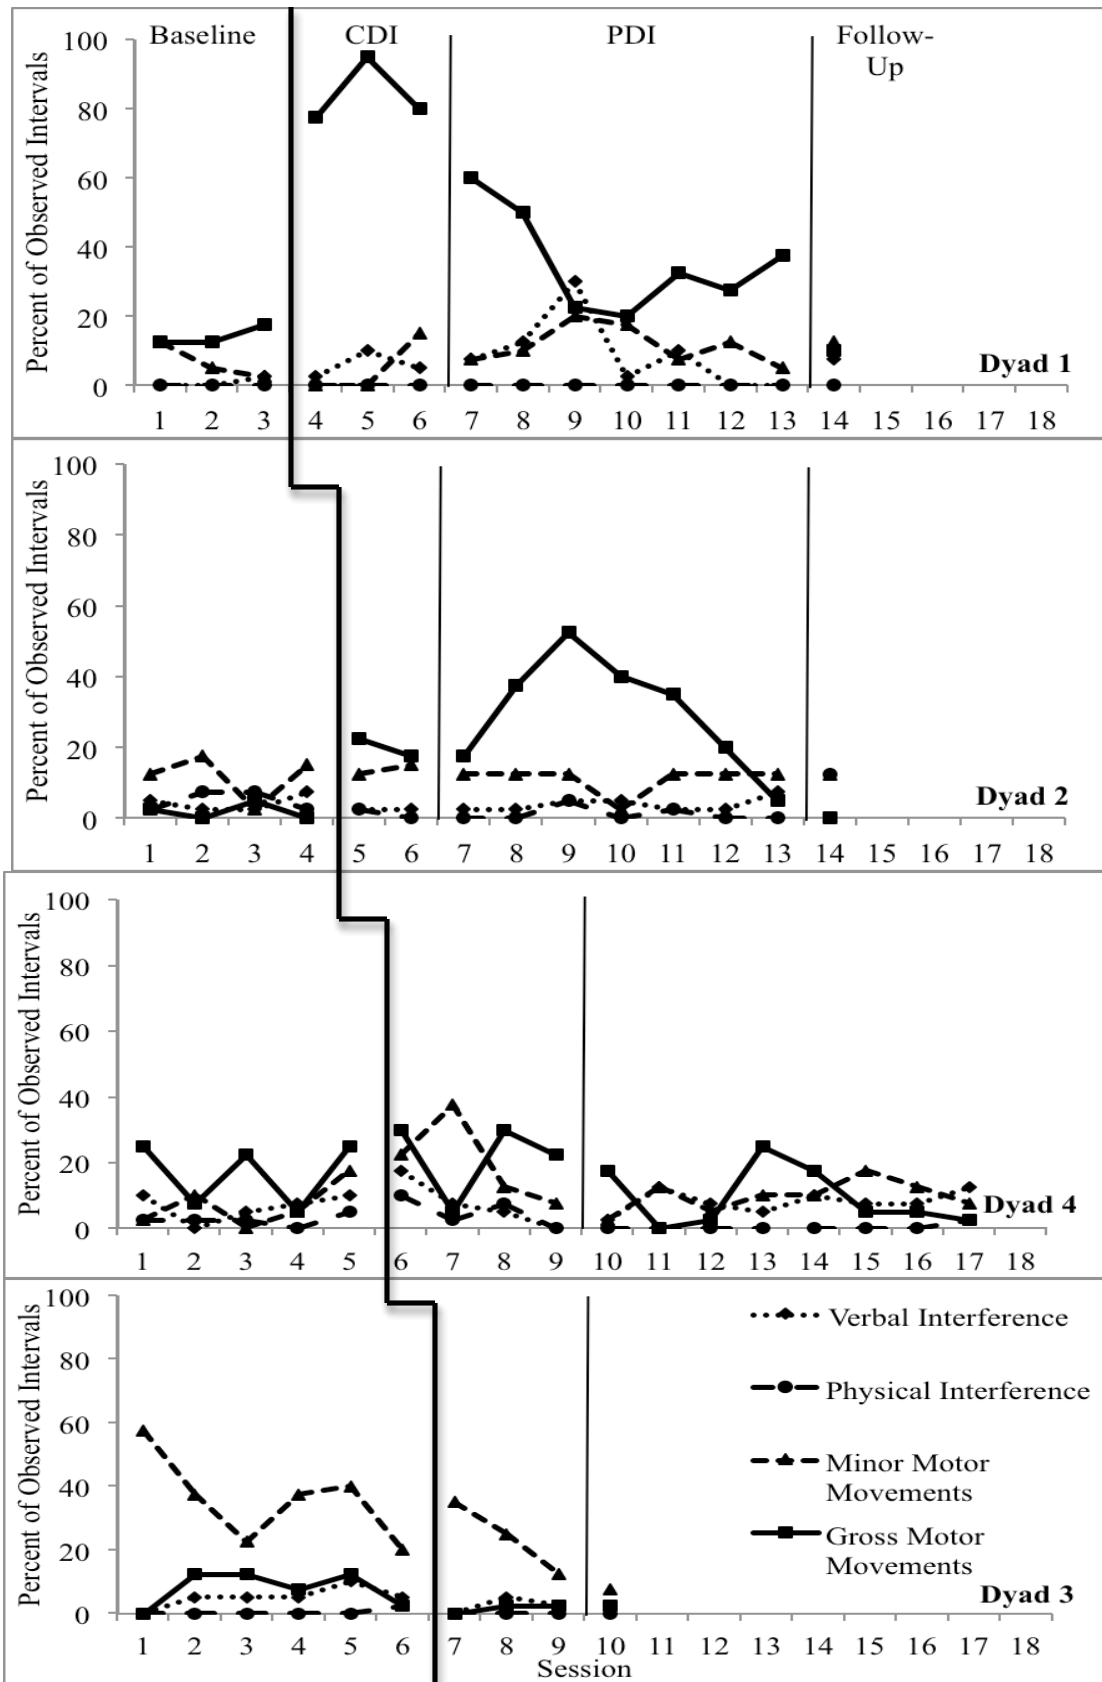 Baseline CDI PDI Follow-
Up
Percent of Observed Intervals
100
80
60
40
20
0
Dyad 1
1 2 3 4 5 6 7 8 9 10 11 12 13 14 15 16 17 18
Percent of Observed Intervals
100
80
60
40
20
0
Dyad 2
1 2 3 4 5 6 7 8 9 10 11 12 13 14 15 16 17 18
Percent of Observed Intervals
100
80
60
40
20
0
Dyad 4
1 2 3 4 5 6 7 8 9 10 11 12 13 14 15 16 17 18
Percent of Observed Intervals
100
80
60
40
20
0
Verbal Interference
Physical Interference
Minor Motor
Movements
Gross Motor
Movements
Dyad 3
1 2 3 4 5 6 7 8 9 10 11 12 13 14 15 16 17 18
Session